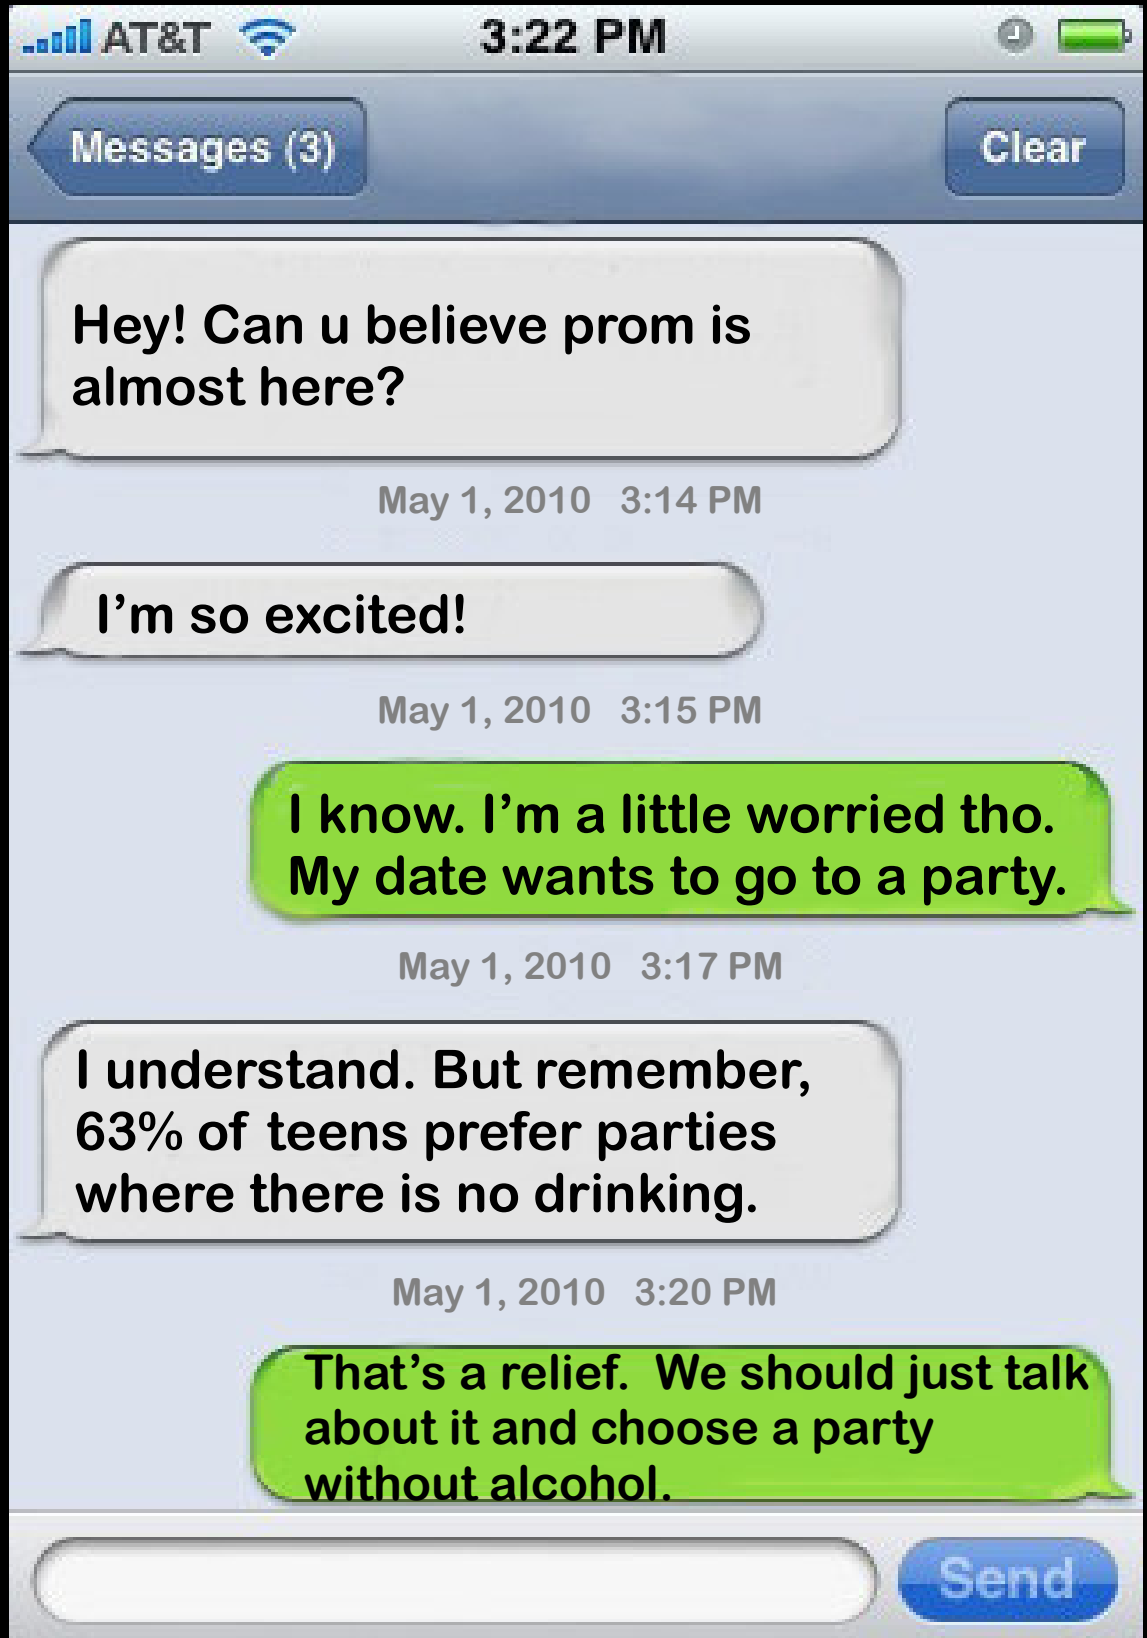 AT&T 3:22 PM
Messages (3) Clear
Hey! Can u believe prom is
almost here?
May 1, 2010 3:14 PM
I'm so excited!
May 1, 2010 3:15 PM
I know. I'm a little worried tho.
My date wants to go to a party.
May 1, 2010 3:17 PM
I understand. But remember,
63% of teens prefer parties
where there is no drinking.
May 1, 2010 3:20 PM
That's a relief. We should just talk
about it and choose a party
without alcohol.
Send